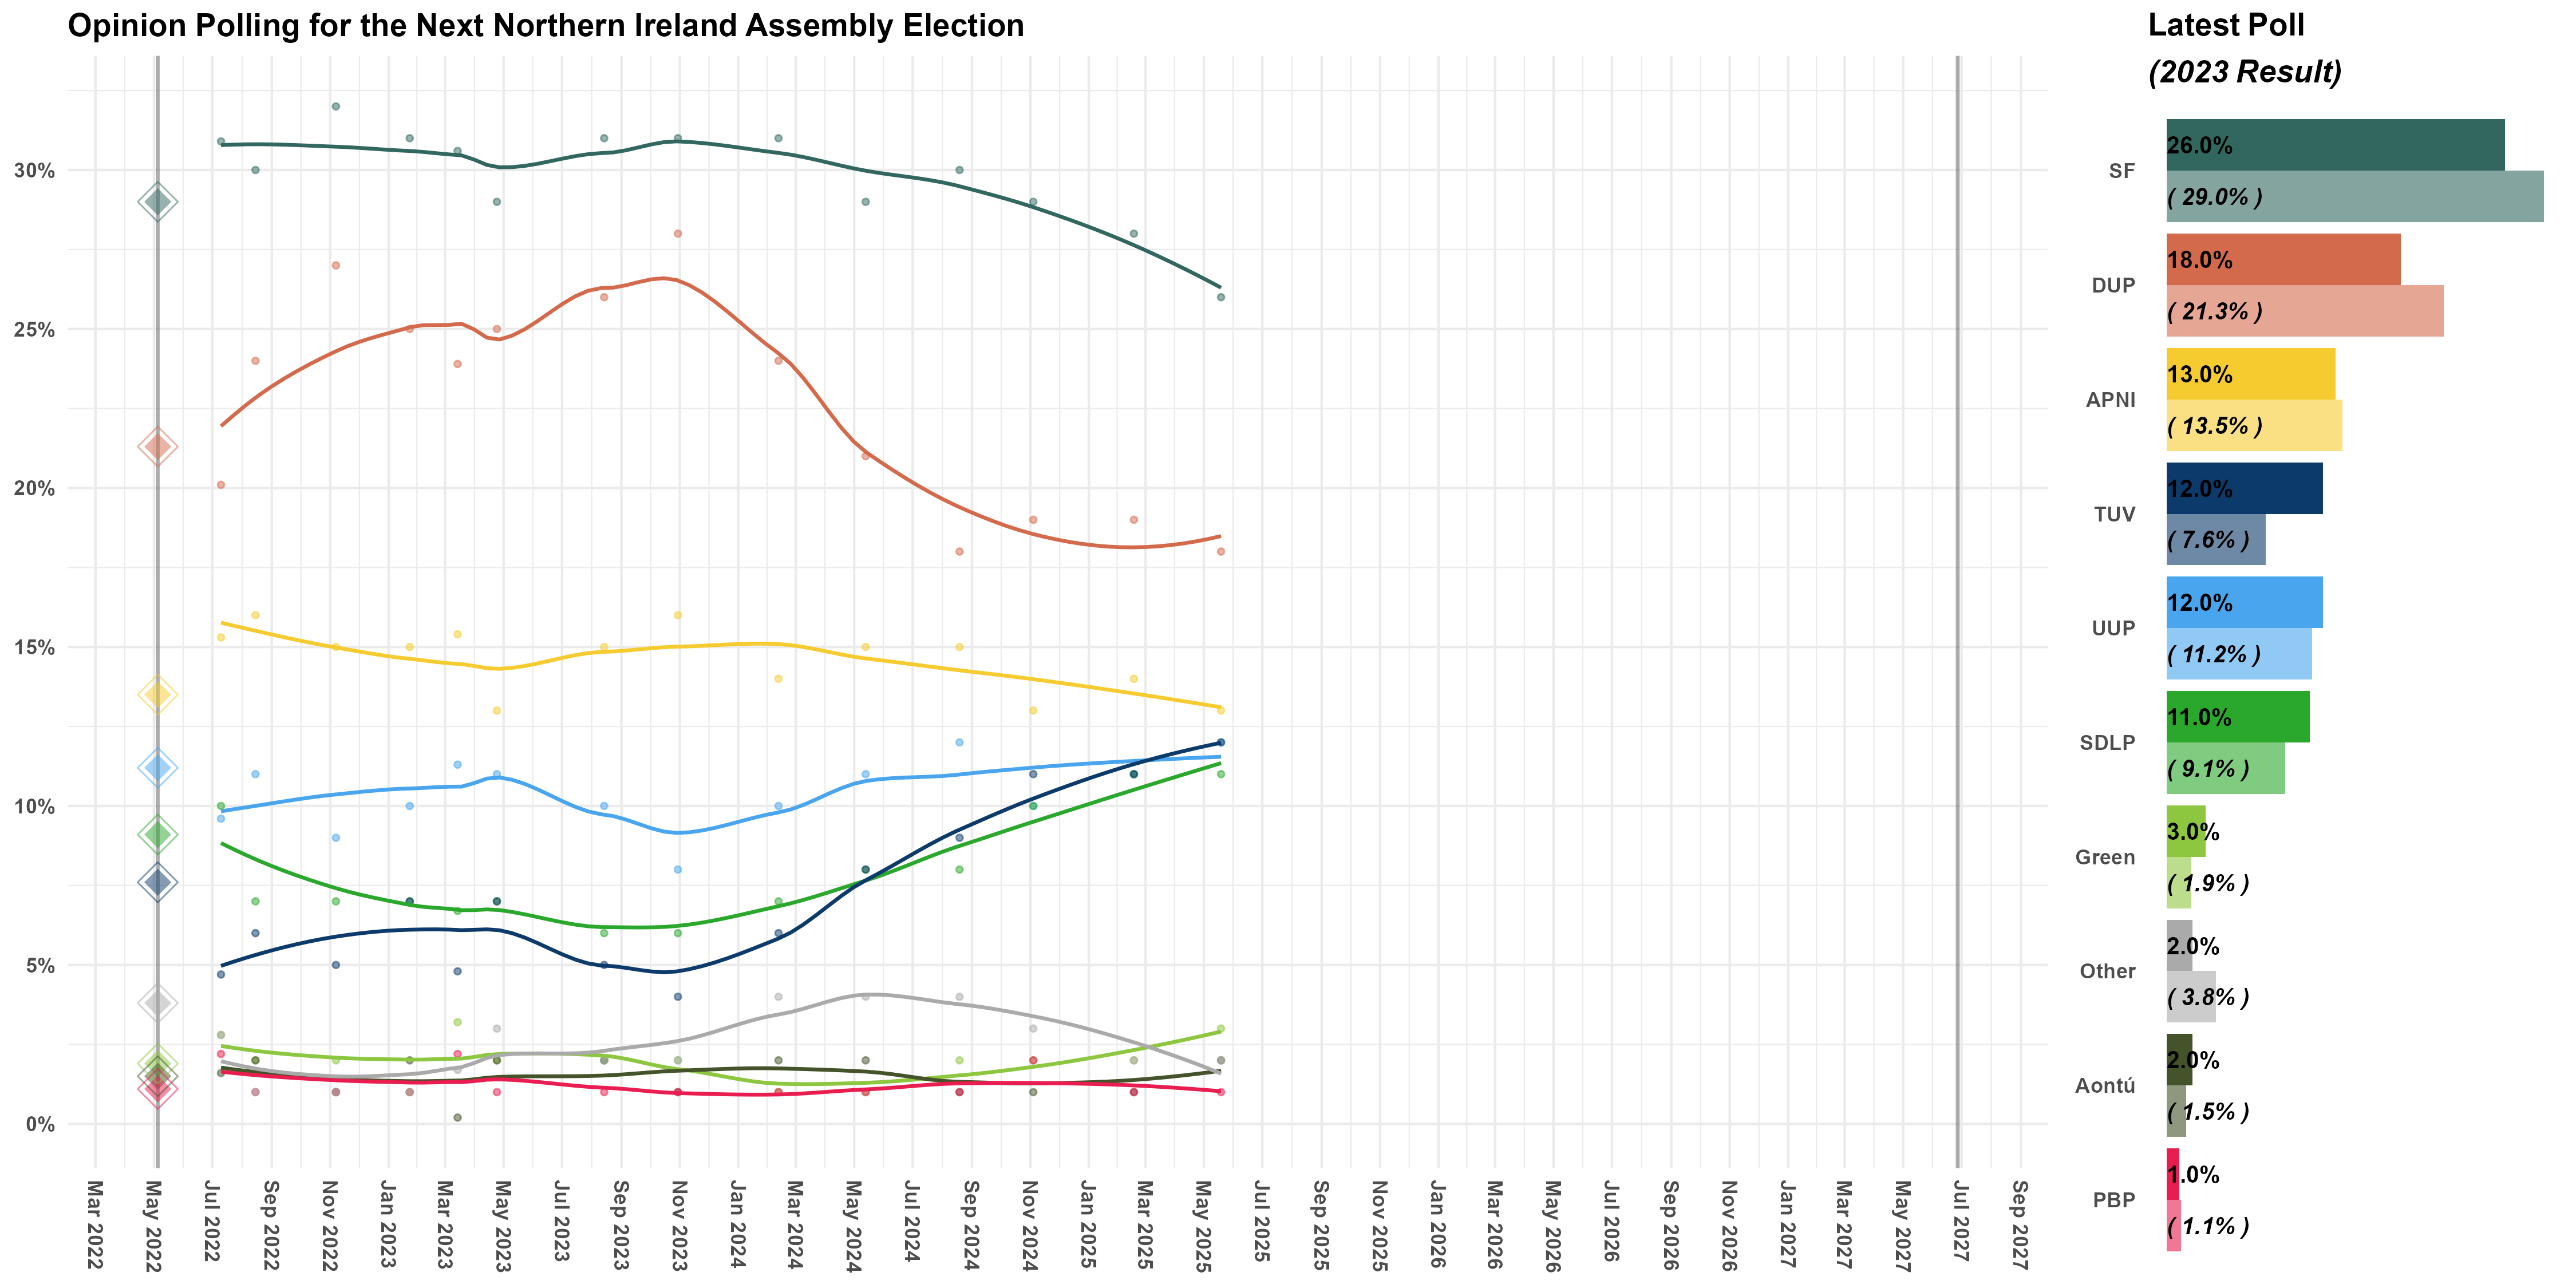 Opinion Polling for the Next Northern Ireland Assembly Election
30%
25%
20%
15%
10%
5%
0%
Mar 2022
May 2022
Jul 2022
Sep 2022
Nov 2022
Jan 2023
Mar 2023
May 2023
Jul 2023
Sep 2023
Nov 2023
Jan 2024
Mar 2024
May 2024
Jul 2024
Sep 2024
Nov 2024
Jan 2025
Mar 2025
May 2025
Jul 2025
Sep 2025
Nov 2025
Jan 2026
Mar 2026
May 2026
Jul 2026
Sep 2026
Nov 2026
Jan 2027
Mar 2027
May 2027
Jul 2027
Sep 2027
Latest Poll
(2023 Result)
SF
26.0%
( 29.0% )
DUP
18.0%
( 21.3% )
APNI
13.0%
( 13.5% )
TUV
12.0%
( 7.6% )
UUP
12.0%
( 11.2% )
SDLP
11.0%
( 9.1% )
Green
3.0%
( 1.9% )
Other
2.0%
( 3.8% )
Aontú
2.0%
( 1.5% )
PBP
1.0%
( 1.1% )